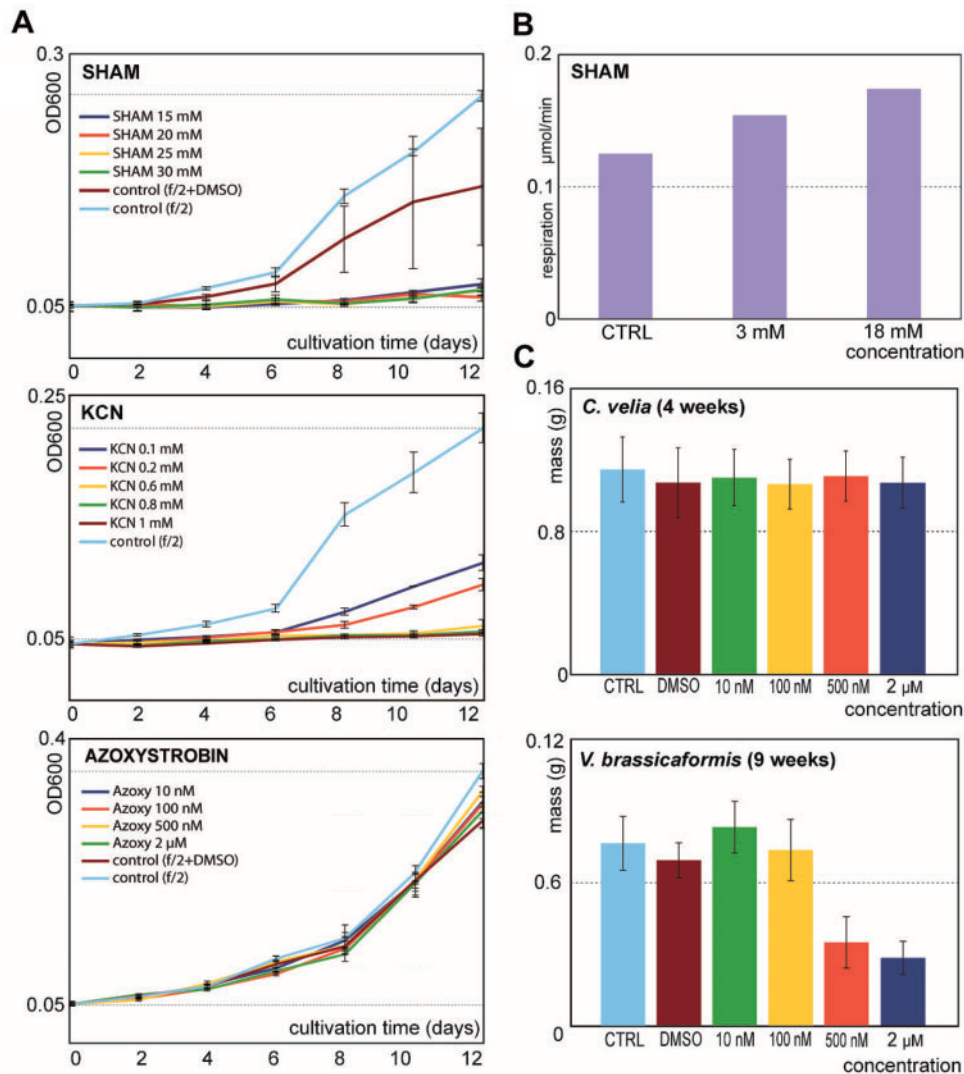 A
0.3
OD600
SHAM
SHAM 15 mM
SHAM 20 mM
SHAM 25 mM
SHAM 30 mM
control (f/2+DMSO)
control (f/2)
0.05
cultivation time (days)
0 2 4 6 8 10 12
0.25
OD600
KCN
KCN 0.1 mM
KCN 0.2 mM
KCN 0.6 mM
KCN 0.8 mM
KCN 1 mM
control (f/2)
0.05
cultivation time (days)
0 2 4 6 8 10 12
0.4
OD600
AZOXYSTROBIN
Azoxy 10 nM
Azoxy 100 nM
Azoxy 500 nM
Azoxy 2 µM
control (f/2+DMSO)
control (f/2)
0.05
cultivation time (days)
0 2 4 6 8 10 12
B
0.2
SHAM
respiration µmol/min
0.1
0
CTRL 3 mM 18 mM
concentration
C
0.16
mass (g)
C. velia (4 weeks)
0.8
0
CTRL DMSO 10 nM 100 nM 500 nM 2 µM
concentration
0.12
mass (g)
V. brassicaformis (9 weeks)
0.6
0
CTRL DMSO 10 nM 100 nM 500 nM 2 µM
concentration